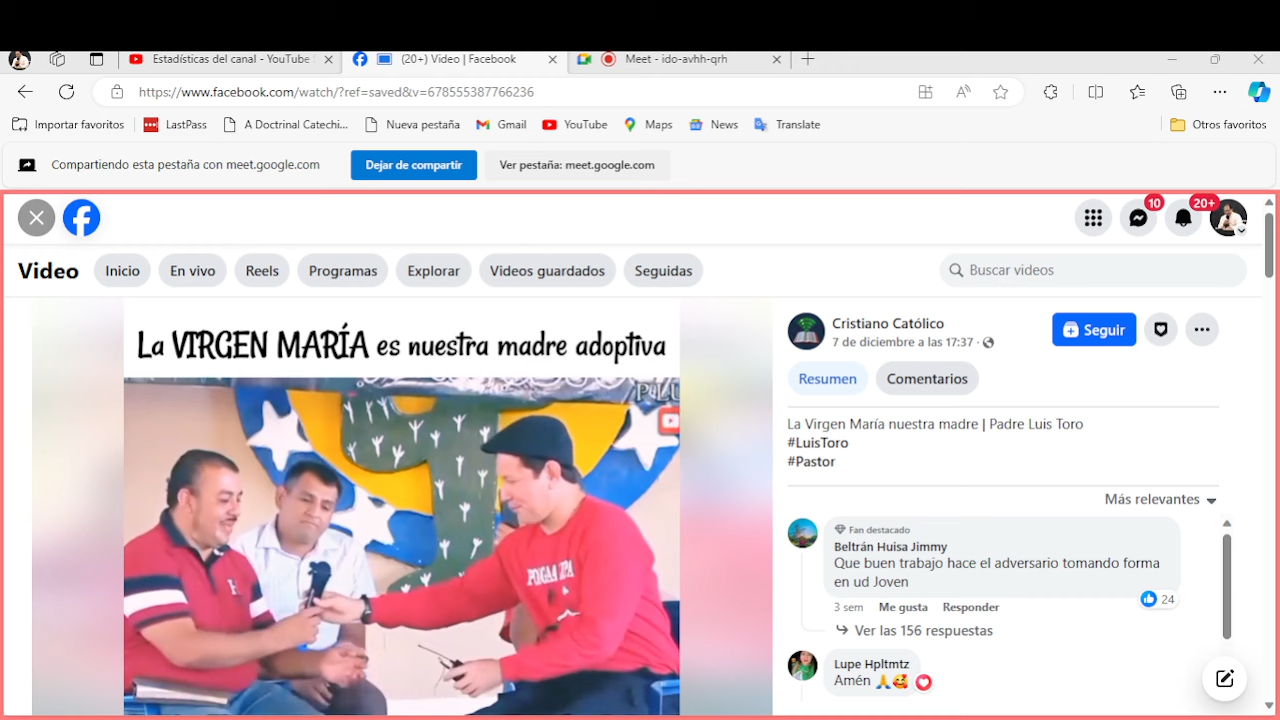 Estadísticas del canal - YouTube S
(20+) Video | Facebook
Meet - ido-avhh-qrh
https://www.facebook.com/watch/?ref=saved&v=678555387766236
Importar favoritos
LastPass
A Doctrinal Catechi...
Nueva pestaña
Gmail
YouTube
Maps
News
Translate
Otros favoritos
Compartiendo esta pestaña con meet.google.com
Dejar de compartir
Ver pestaña: meet.google.com
10
20+
Video
Inicio
En vivo
Reels
Programas
Explorar
Videos guardados
Seguidas
Buscar videos
La VIRGEN MARÍA es nuestra madre adoptiva
Cristiano Católico
7 de diciembre a las 17:37 ·
Seguir
Resumen
Comentarios
La Virgen María nuestra madre | Padre Luis Toro
#LuisToro
#Pastor
Más relevantes
Fan destacado
Beltrán Huisa Jimmy
Que buen trabajo hace el adversario tomando forma
en ud Joven
24
3 sem Me gusta Responder
Ver las 156 respuestas
Lupe Hpltmtz
Amén 🙏🥰